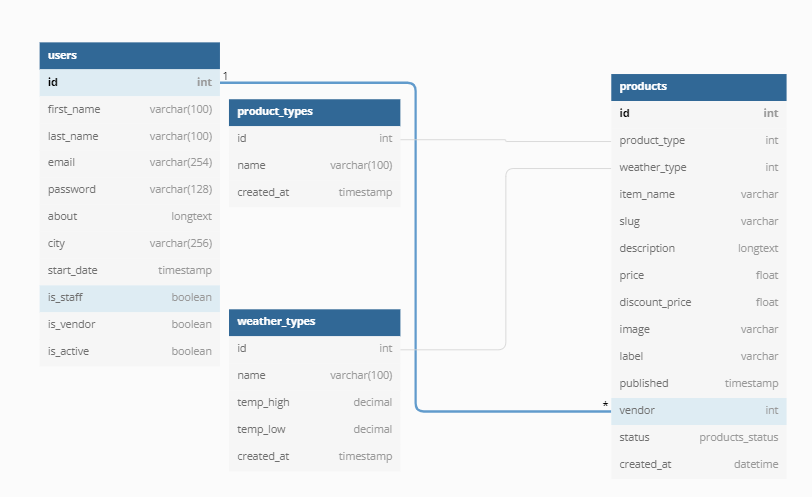 users
id int
first_name varchar(100)
last_name varchar(100)
email varchar(254)
password varchar(128)
about longtext
city varchar(256)
start_date timestamp
is_staff boolean
is_vendor boolean
is_active boolean
1
product_types
id int
name varchar(100)
created_at timestamp
weather_types
id int
name varchar(100)
temp_high decimal
temp_low decimal
created_at timestamp
products
id int
product_type int
weather_type int
item_name varchar
slug varchar
description longtext
price float
discount_price float
image varchar
label varchar
published timestamp
* vendor int
status products_status
created_at datetime